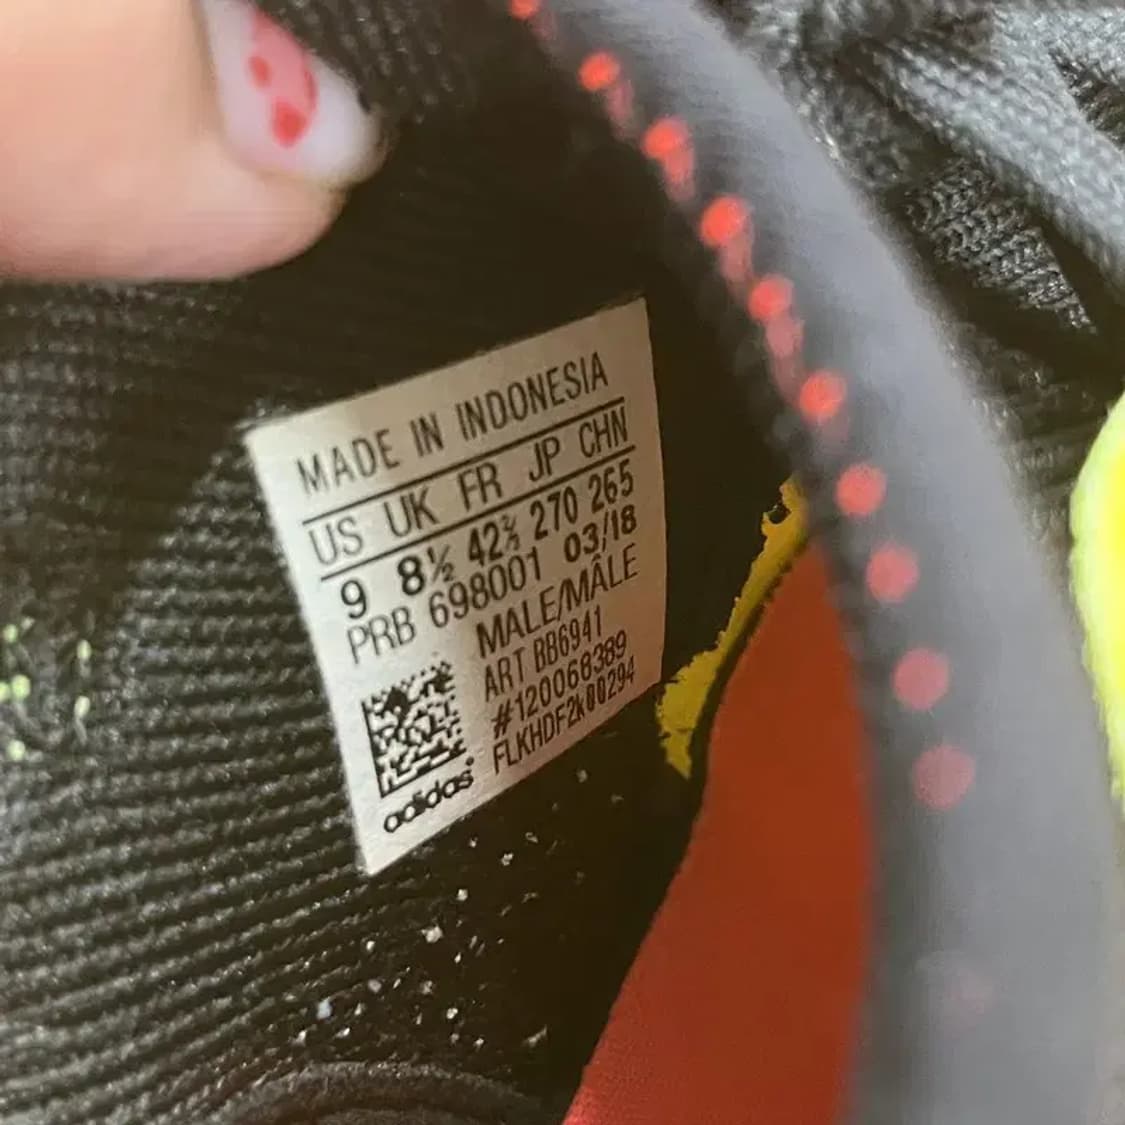 MADE IN INDONESIA
US UK FR JP CHN
9 8½ 42⅔ 270 265
PRB 698001 03/18
MALE/MÂLE
ART BB6941
#120068389
FLKHDF2k00294
adidas